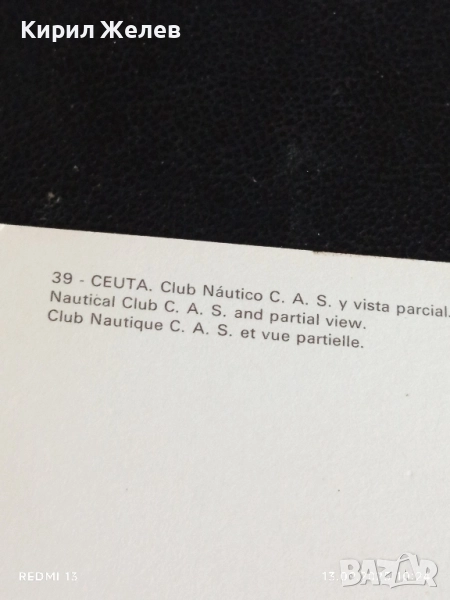 Кирил Желев
39 - CEUTA. Club Náutico C. A. S. y vista parcial.
Nautical Club C. A. S. and partial view.
Club Nautique C. A. S. et vue partielle.
REDMI 13
БАЗАР